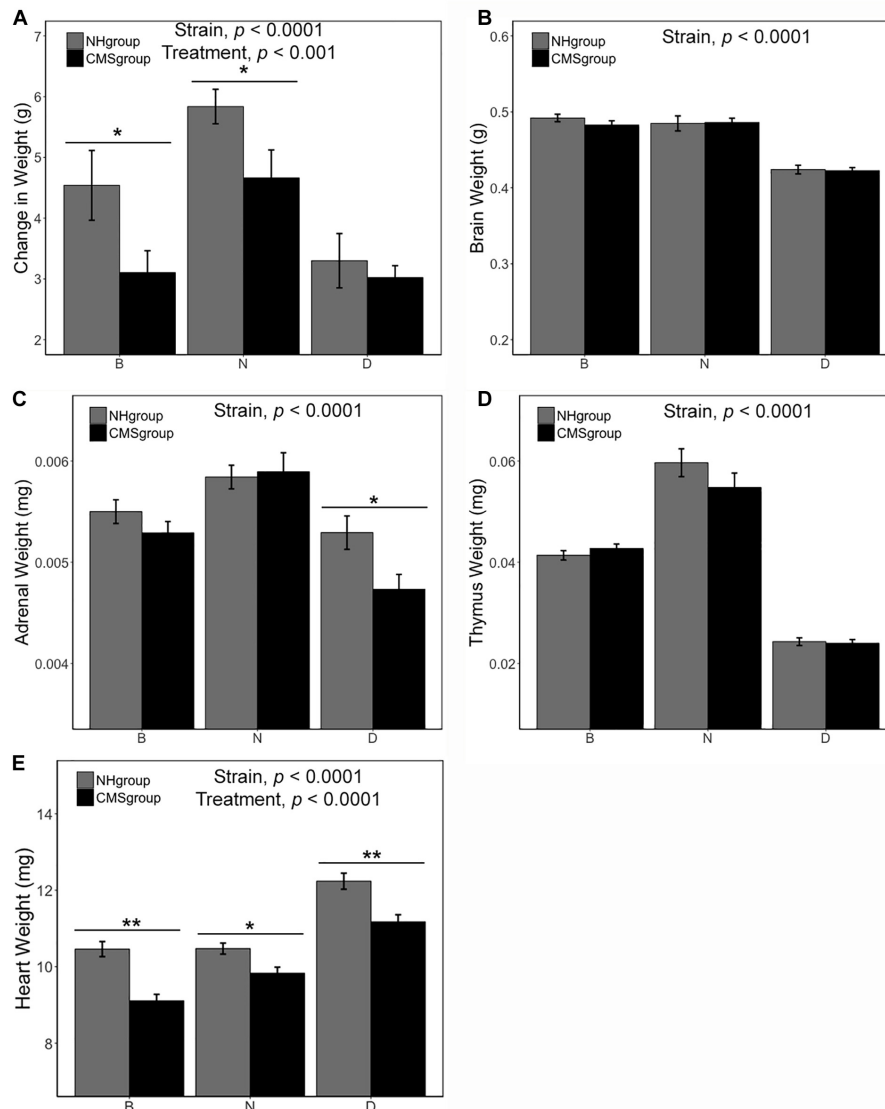 A
Strain, p < 0.0001
Treatment, p < 0.001
NHgroup
CMSgroup
*
*
Change in Weight (g)
7
6
5
4
3
2
B
N
D
B
Strain, p < 0.0001
NHgroup
CMSgroup
Brain Weight (g)
0.6
0.5
0.4
0.3
0.2
B
N
D
C
Strain, p < 0.0001
NHgroup
CMSgroup
*
Adrenal Weight (mg)
0.006
0.005
0.004
B
N
D
D
Strain, p < 0.0001
NHgroup
CMSgroup
Thymus Weight (mg)
0.06
0.04
0.02
B
N
D
E
Strain, p < 0.0001
Treatment, p < 0.0001
NHgroup
CMSgroup
**
*
**
Heart Weight (mg)
14
12
10
8
B
N
D